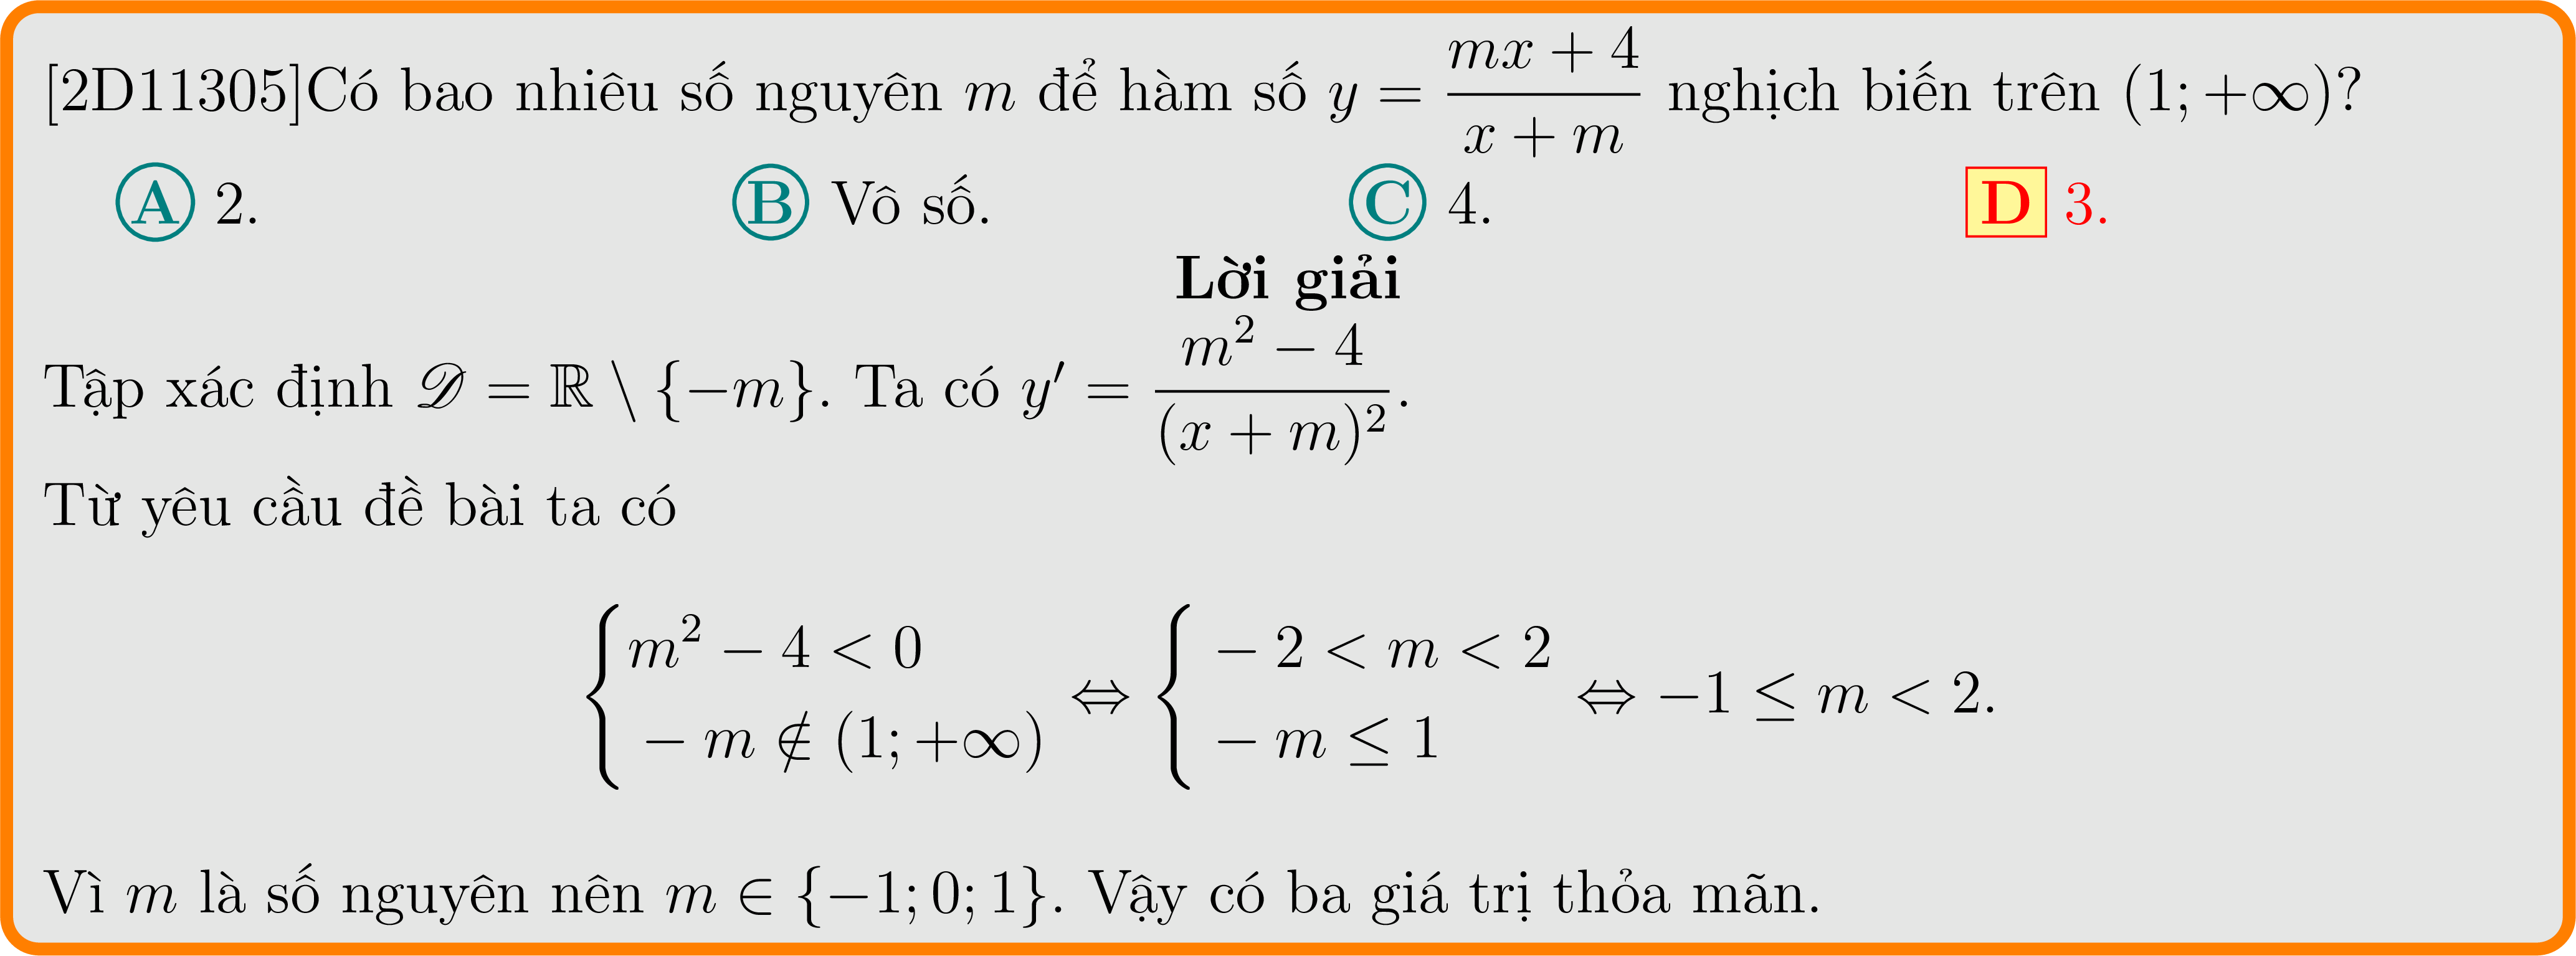 [2D11305]Có bao nhiêu số nguyên $m$ để hàm số $y = \dfrac{mx + 4}{x + m}$ nghịch biến trên $(1; +\infty)$?
A 2. B Vô số. C 4. D 3.
Lời giải
Tập xác định $\mathscr{D} = \mathbb{R} \setminus \{-m\}$. Ta có $y' = \dfrac{m^2 - 4}{(x + m)^2}$.
Từ yêu cầu đề bài ta có
$\begin{cases} m^2 - 4 < 0 \\ -m \notin (1; +\infty) \end{cases} \Leftrightarrow \begin{cases} -2 < m < 2 \\ -m \leq 1 \end{cases} \Leftrightarrow -1 \leq m < 2.$
Vì $m$ là số nguyên nên $m \in \{-1; 0; 1\}$. Vậy có ba giá trị thỏa mãn.